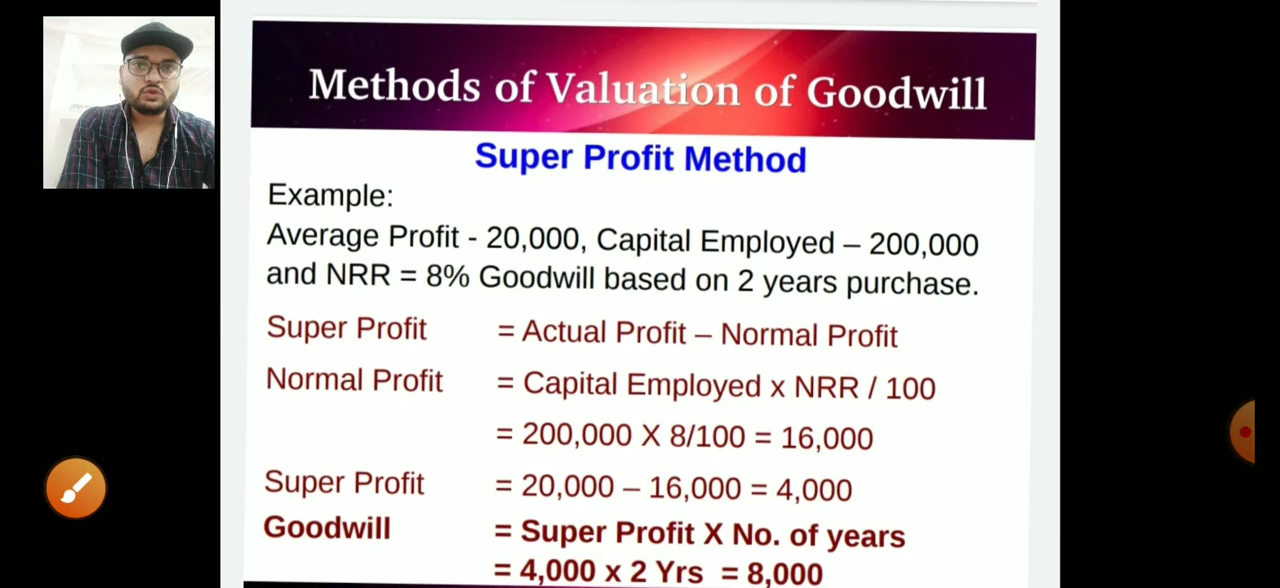 Methods of Valuation of Goodwill
Super Profit Method
Example:
Average Profit - 20,000, Capital Employed – 200,000
and NRR = 8% Goodwill based on 2 years purchase.
Super Profit = Actual Profit – Normal Profit
Normal Profit = Capital Employed x NRR / 100
= 200,000 X 8/100 = 16,000
Super Profit = 20,000 – 16,000 = 4,000
Goodwill = Super Profit X No. of years
= 4,000 x 2 Yrs = 8,000